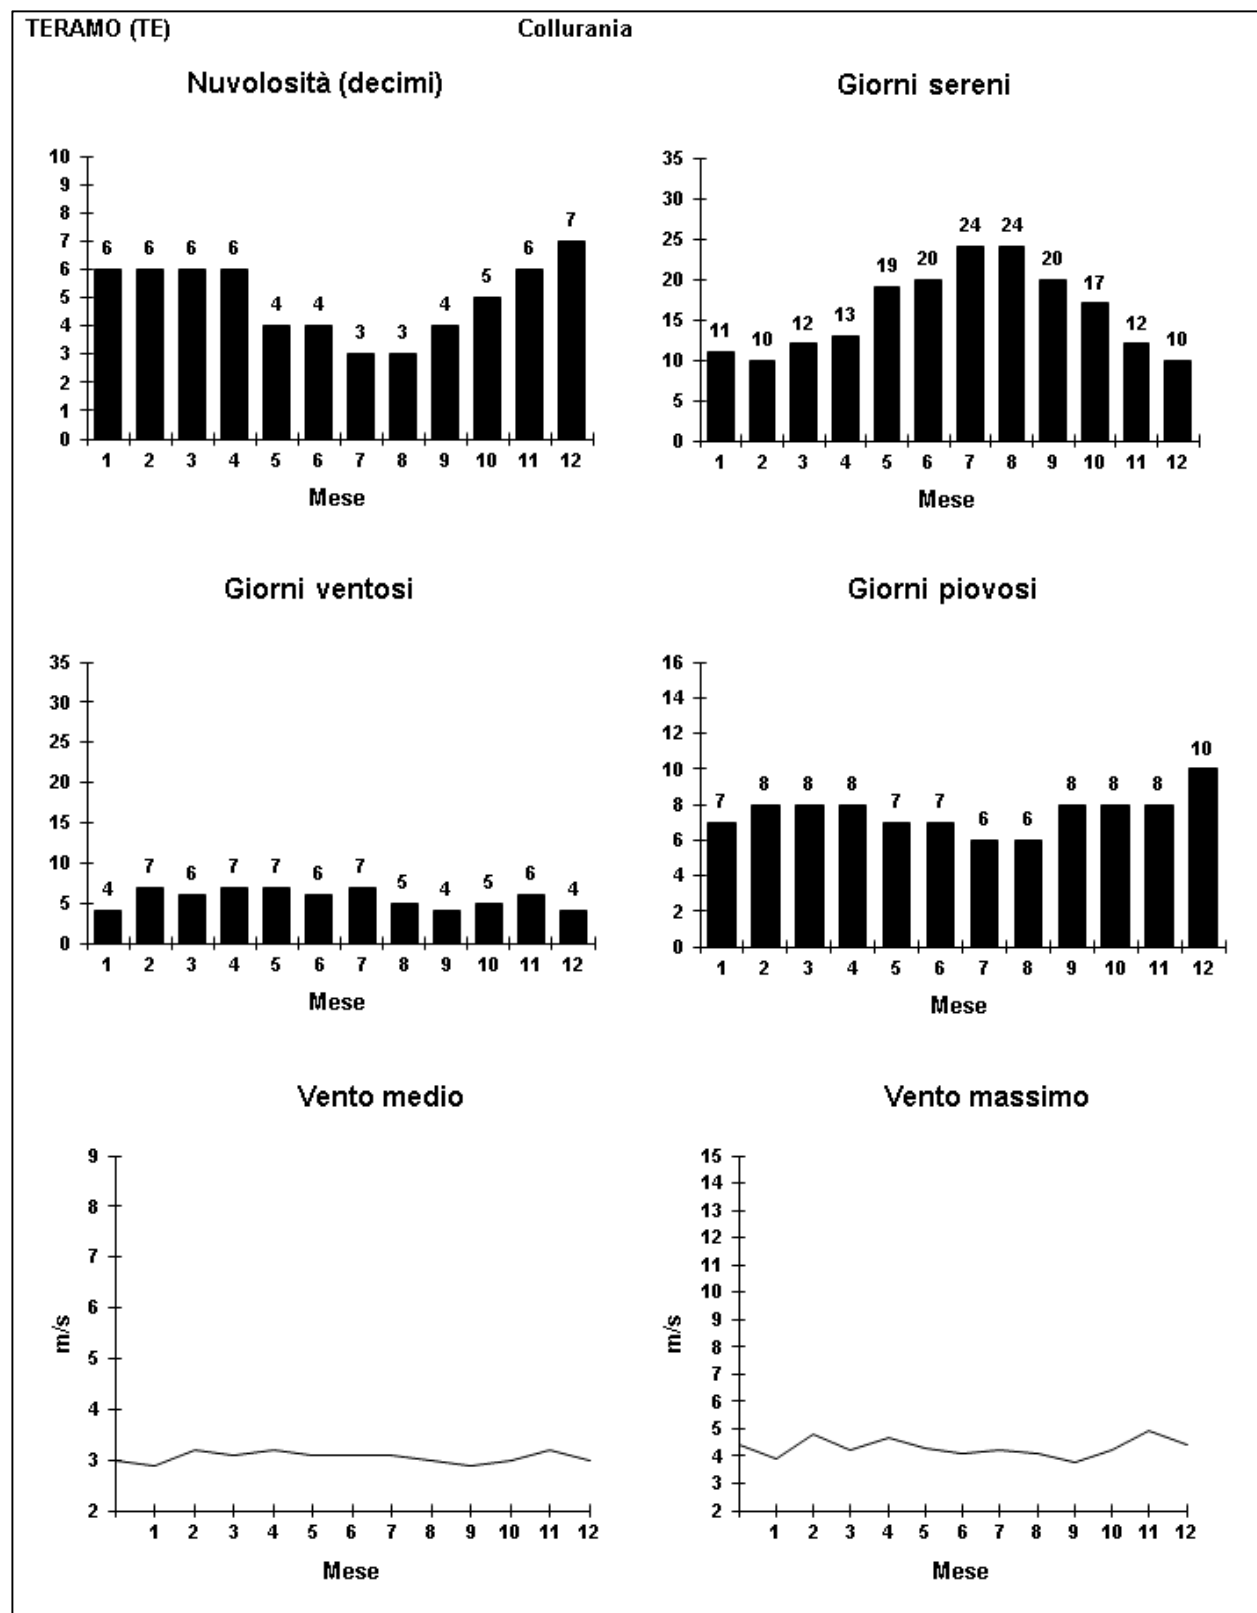 TERAMO (TE) Collurania
Nuvolosità (decimi)
10
9
8
7
6
5
4
3
2
1
0
6 6 6 6 4 4 3 3 4 5 6 7
1 2 3 4 5 6 7 8 9 10 11 12
Mese
Giorni sereni
35
30
25
20
15
10
5
0
11 10 12 13 19 20 24 24 20 17 12 10
1 2 3 4 5 6 7 8 9 10 11 12
Mese
Giorni ventosi
35
30
25
20
15
10
5
0
4 7 6 7 7 6 7 5 4 5 6 4
1 2 3 4 5 6 7 8 9 10 11 12
Mese
Giorni piovosi
16
14
12
10
8
6
4
2
0
7 8 8 8 7 7 6 6 8 8 8 10
1 2 3 4 5 6 7 8 9 10 11 12
Mese
Vento medio
m/s
9
8
7
6
5
4
3
2
1 2 3 4 5 6 7 8 9 10 11 12
Mese
Vento massimo
m/s
15
14
13
12
11
10
9
8
7
6
5
4
3
2
1 2 3 4 5 6 7 8 9 10 11 12
Mese